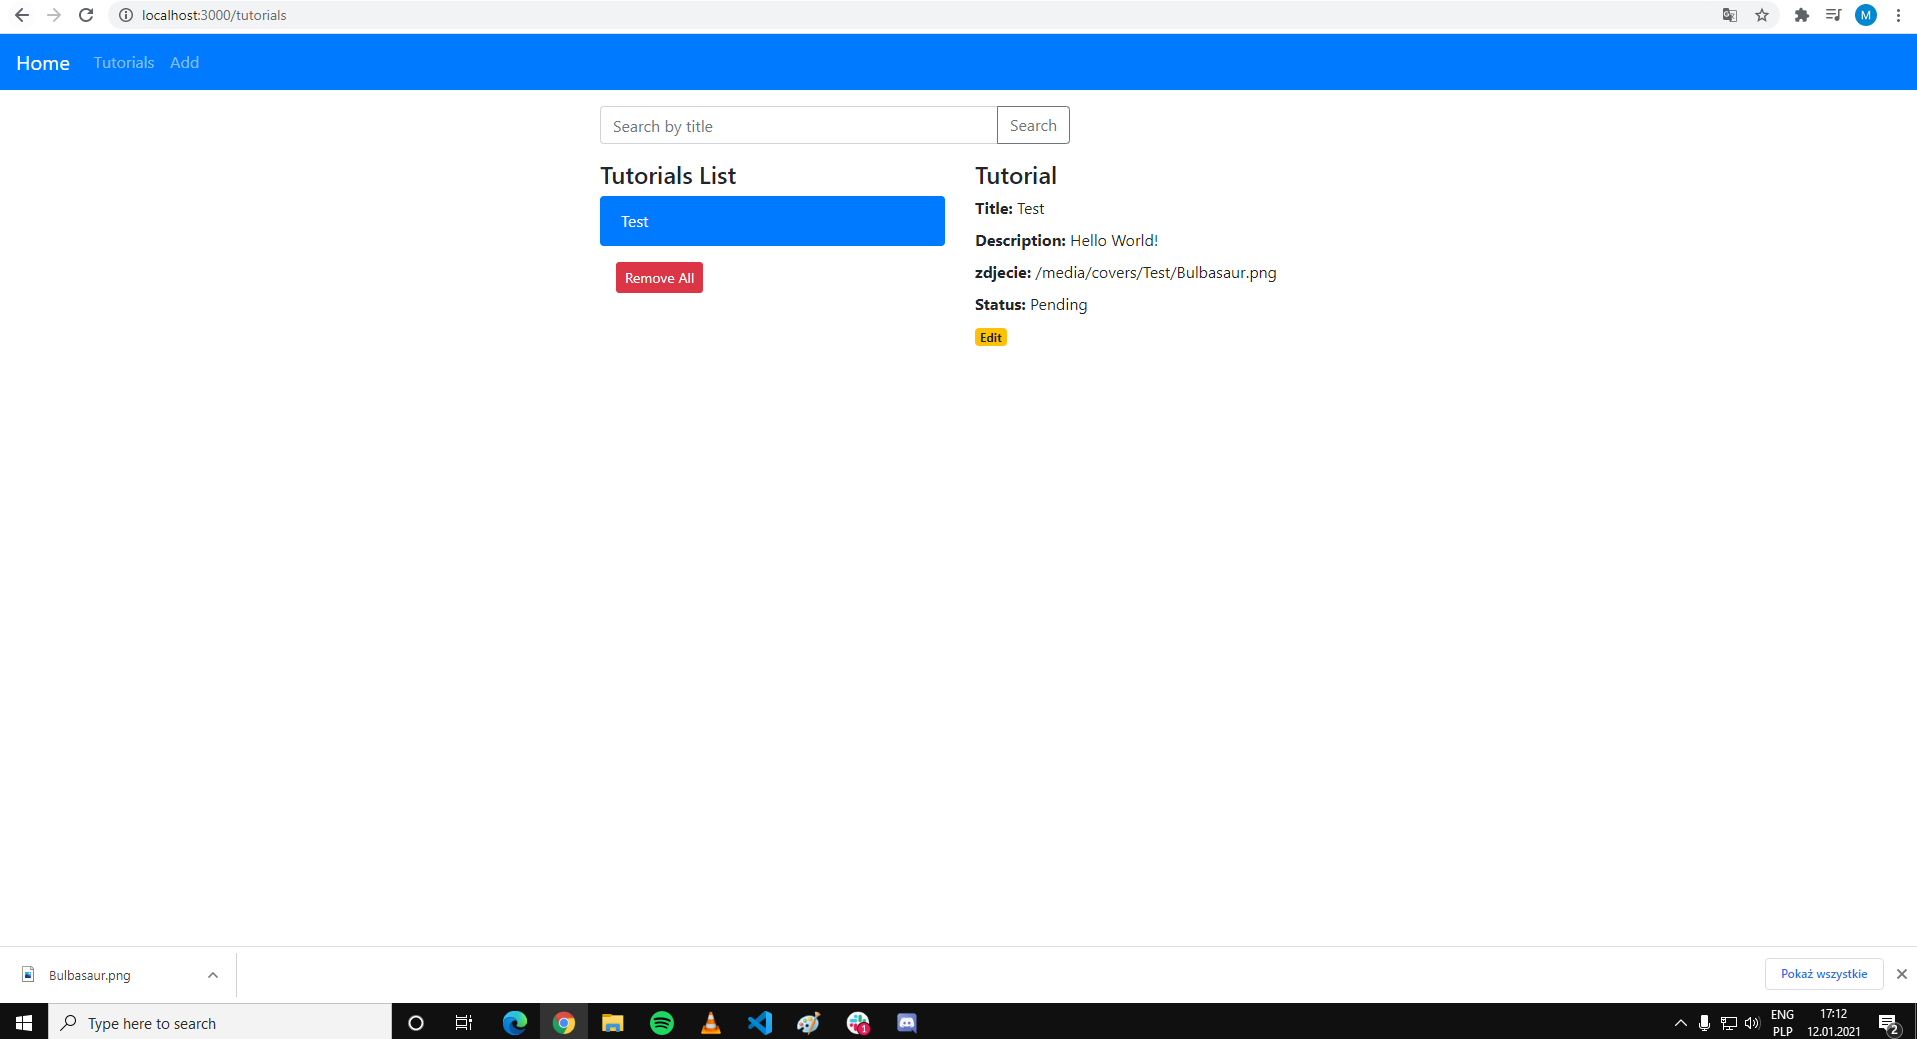 localhost:3000/tutorials
M
Home Tutorials Add
Search by title Search
Tutorials List
Test
Remove All
Tutorial
Title: Test
Description: Hello World!
zdjecie: /media/covers/Test/Bulbasaur.png
Status: Pending
Edit
Bulbasaur.png
Pokaż wszystkie
Type here to search
1
ENG
PLP
17:12
12.01.2021
2